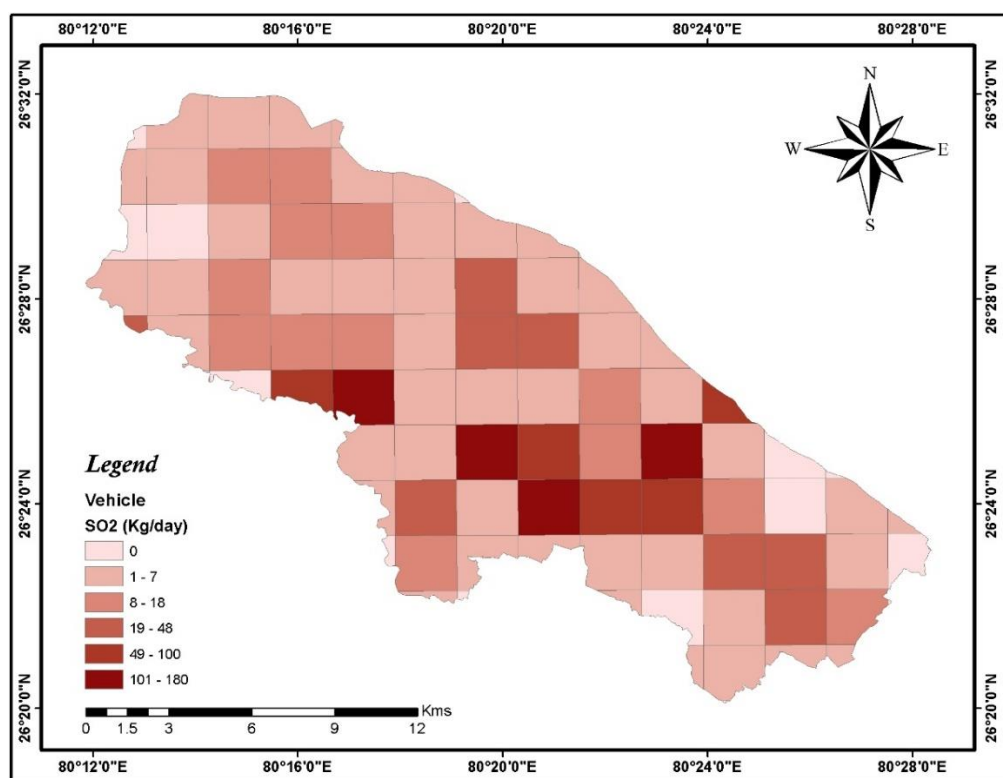 80°12'0"E 80°16'0"E 80°20'0"E 80°24'0"E 80°28'0"E
26°32'0"N 26°32'0"N
N
W E
S
26°28'0"N 26°28'0"N
26°24'0"N 26°24'0"N
Legend
Vehicle
SO2 (Kg/day)
0
1 - 7
8 - 18
19 - 48
49 - 100
101 - 180
Kms
0 1.5 3 6 9 12
26°20'0"N 26°20'0"N
80°12'0"E 80°16'0"E 80°20'0"E 80°24'0"E 80°28'0"E